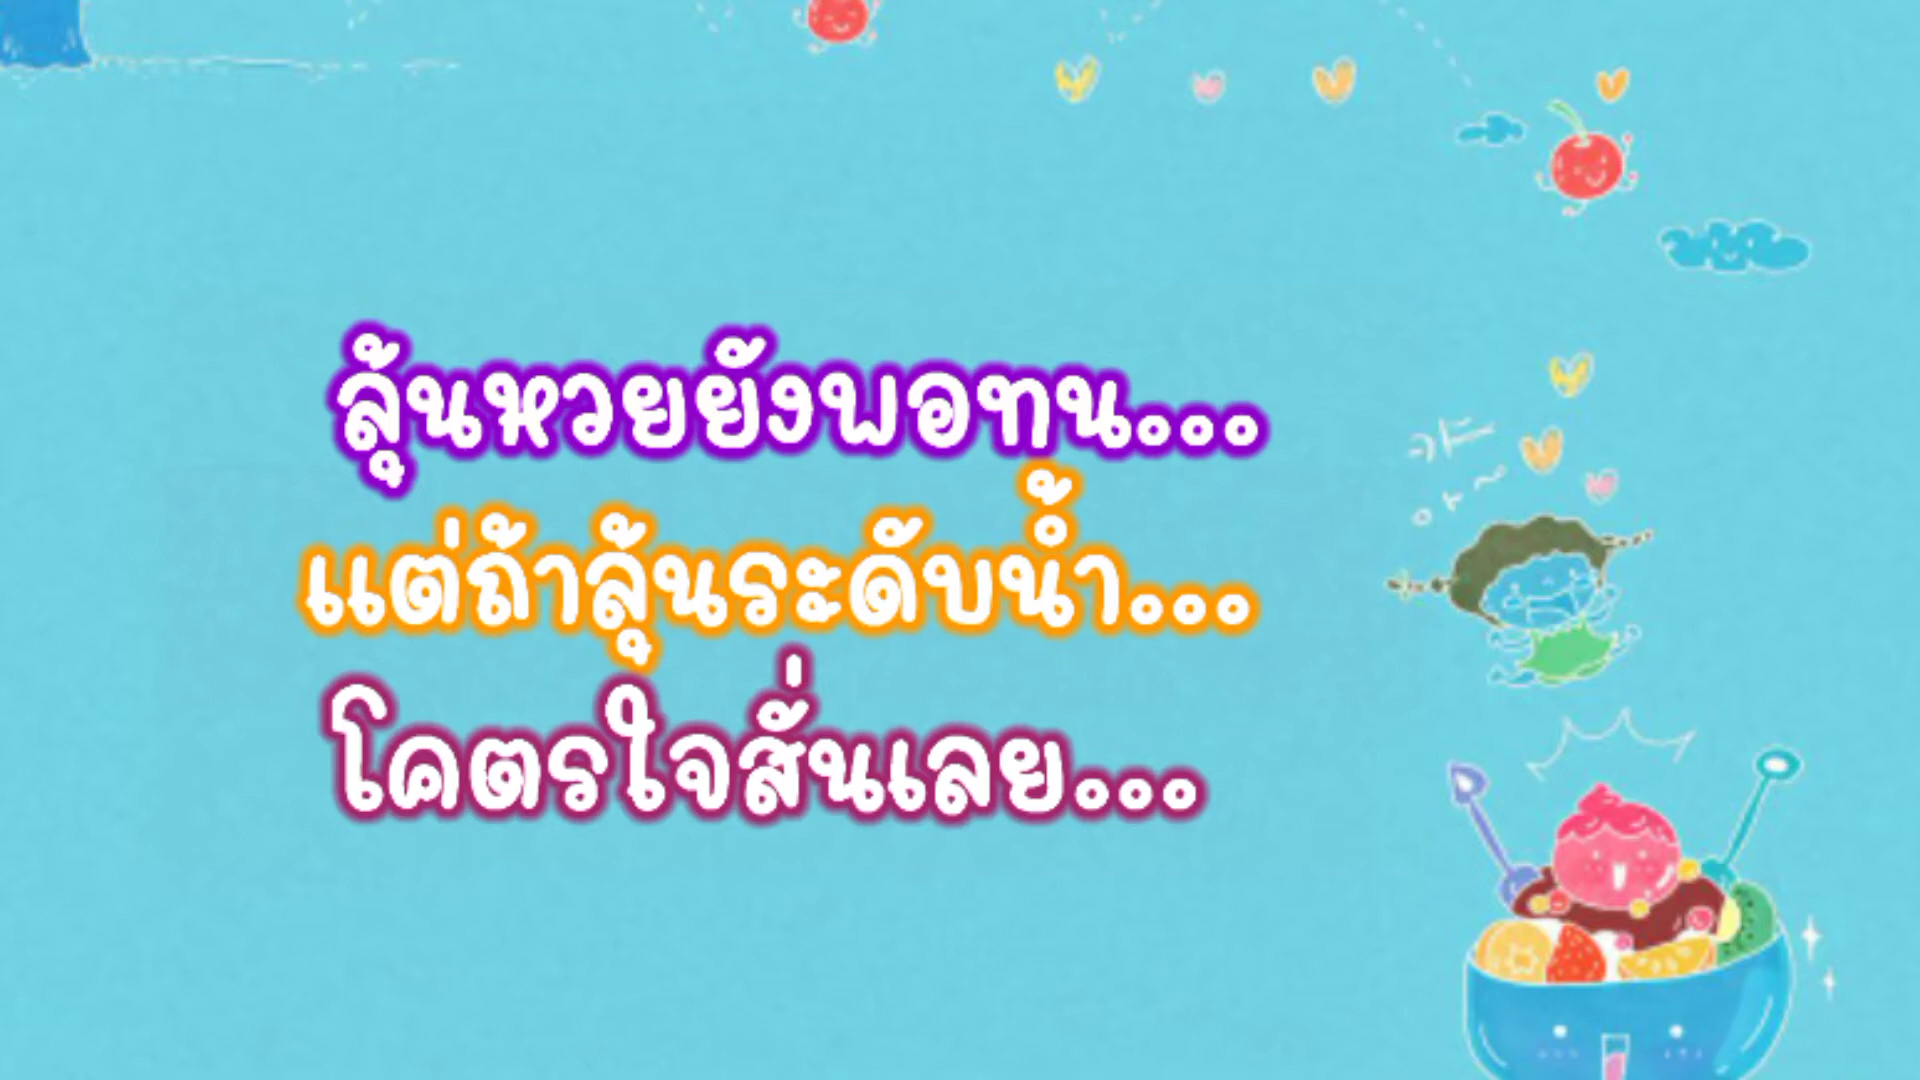 ลุ้นหวยยังพอทน...
แต่ถ้าลุ้นระดับน้ำ...
โคตรใจสั่นเลย...